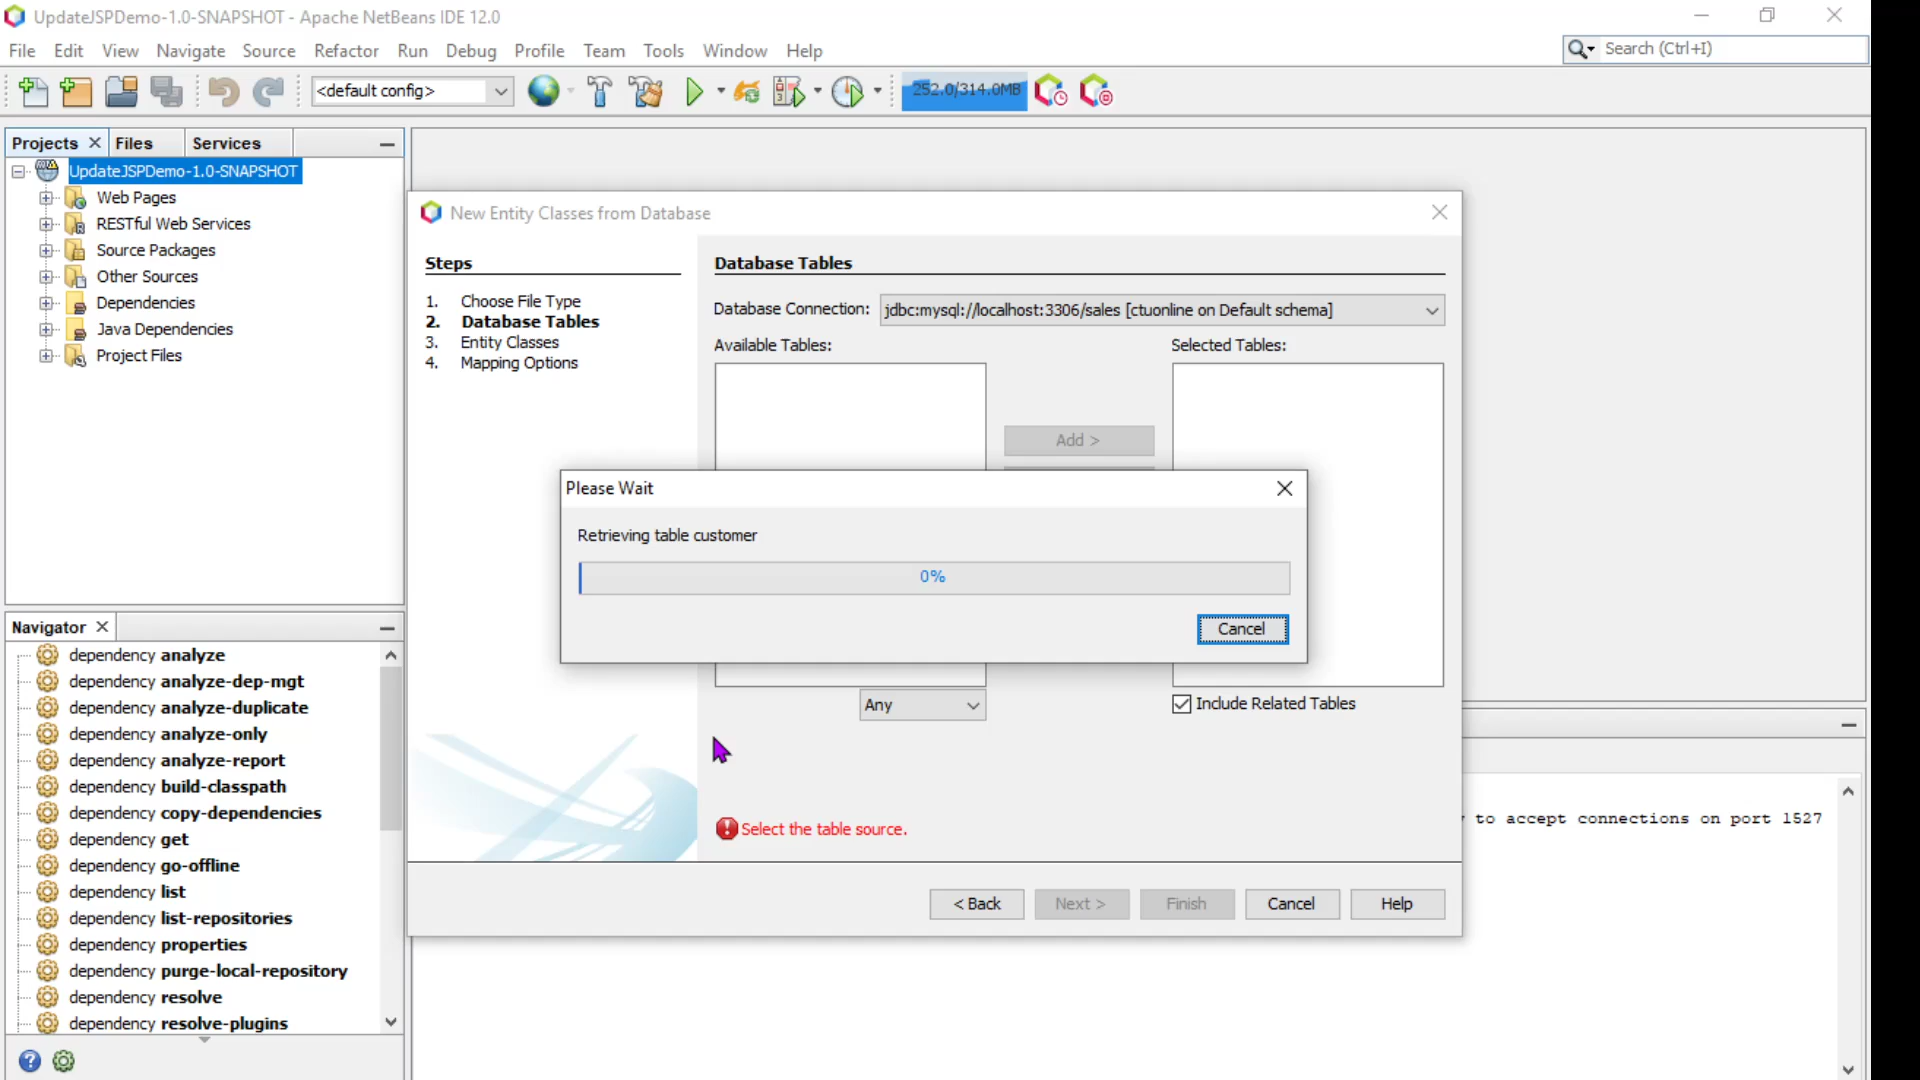 UpdateJSPDemo-1.0-SNAPSHOT - Apache NetBeans IDE 12.0
File Edit View Navigate Source Refactor Run Debug Profile Team Tools Window Help
Search (Ctrl+I)
<default config>
252.0/314.0MB
Projects
Files
Services
UpdateJSPDemo-1.0-SNAPSHOT
Web Pages
RESTful Web Services
Source Packages
Other Sources
Dependencies
Java Dependencies
Project Files
New Entity Classes from Database
Steps
1. Choose File Type
2. Database Tables
3. Entity Classes
4. Mapping Options
Database Tables
Database Connection: jdbc:mysql://localhost:3306/sales [ctuonline on Default schema]
Available Tables:
Selected Tables:
Add >
Please Wait
Retrieving table customer
0%
Cancel
Any
Include Related Tables
Select the table source.
< Back
Next >
Finish
Cancel
Help
Navigator
dependency analyze
dependency analyze-dep-mgt
dependency analyze-duplicate
dependency analyze-only
dependency analyze-report
dependency build-classpath
dependency copy-dependencies
dependency get
dependency go-offline
dependency list
dependency list-repositories
dependency properties
dependency purge-local-repository
dependency resolve
dependency resolve-plugins
to accept connections on port 1527